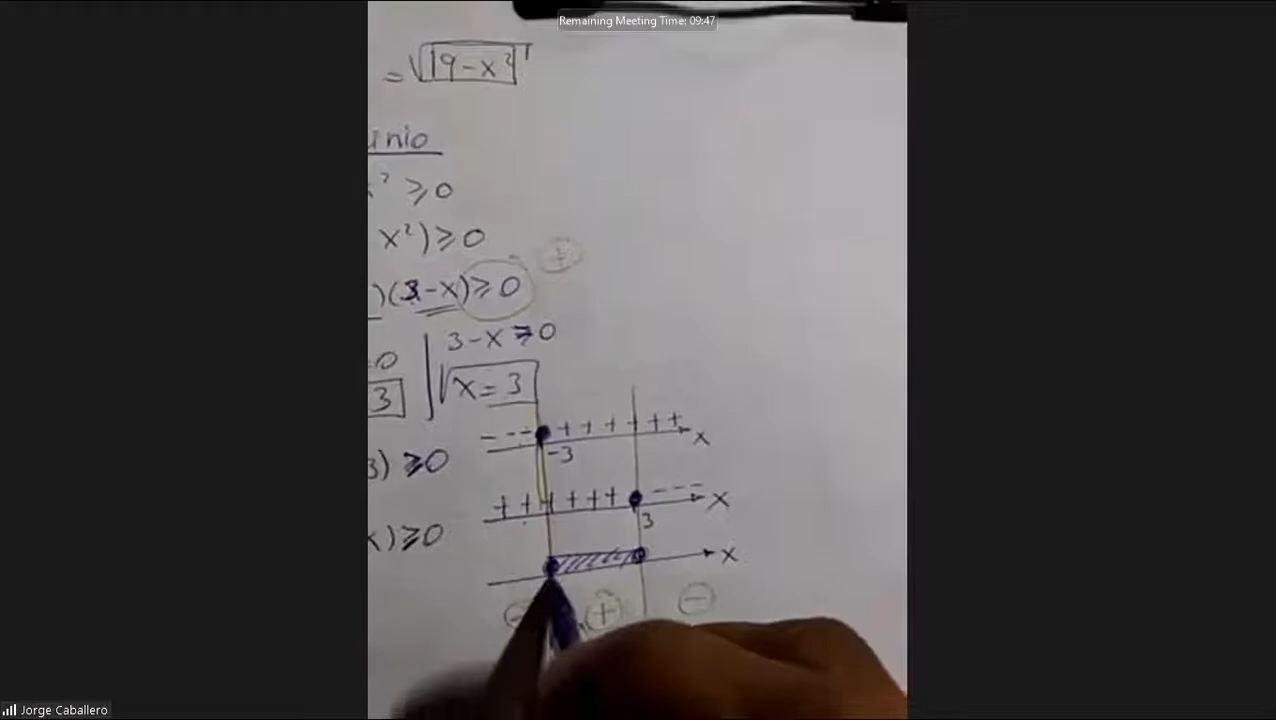 Remaining Meeting Time: 09:47
= √9-x²
inio
x² ≥0
x²) ≥0
+
)(3-x) ≥0
=0 | 3-x ≥0
3 | x=3
--- +++++++ x
-3
3) ≥0
++++++ --- x
3
x) ≥0
x
- + -
Jorge Caballero